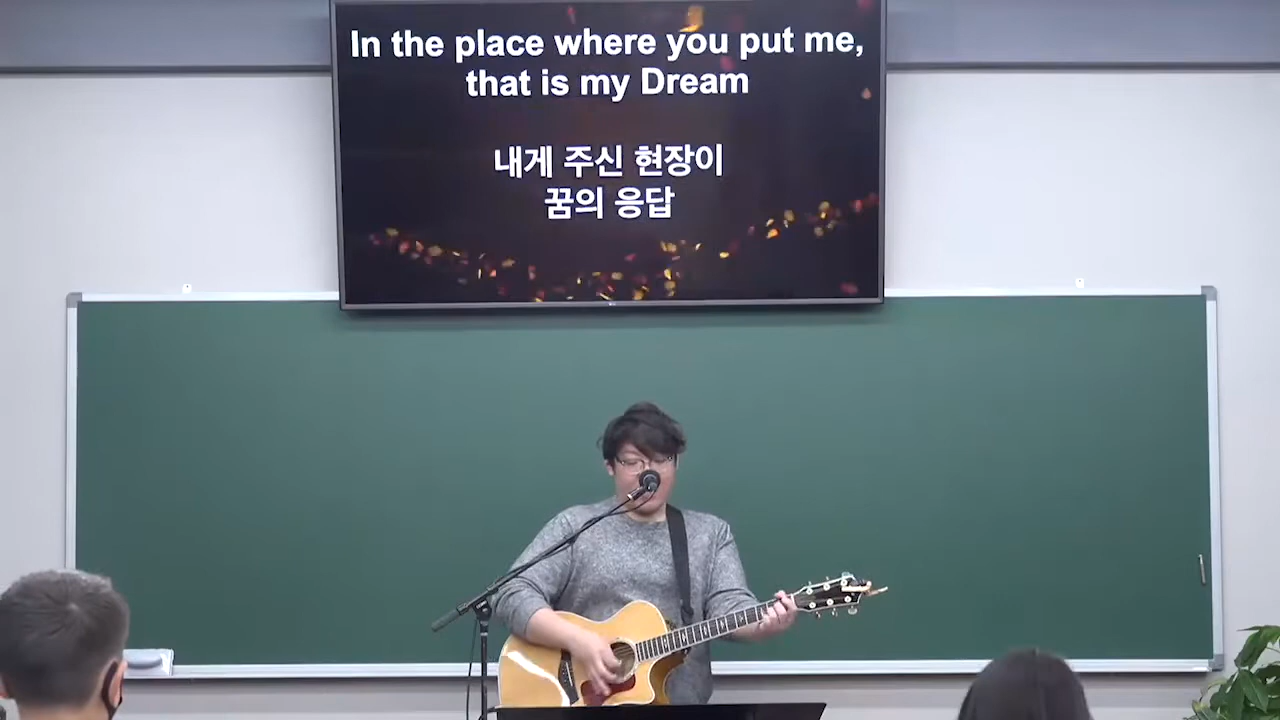 In the place where you put me,
that is my Dream
내게 주신 현장이
꿈의 응답